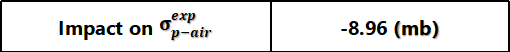 Impact on σ_{p−air}^{exp} -8.96 (mb)